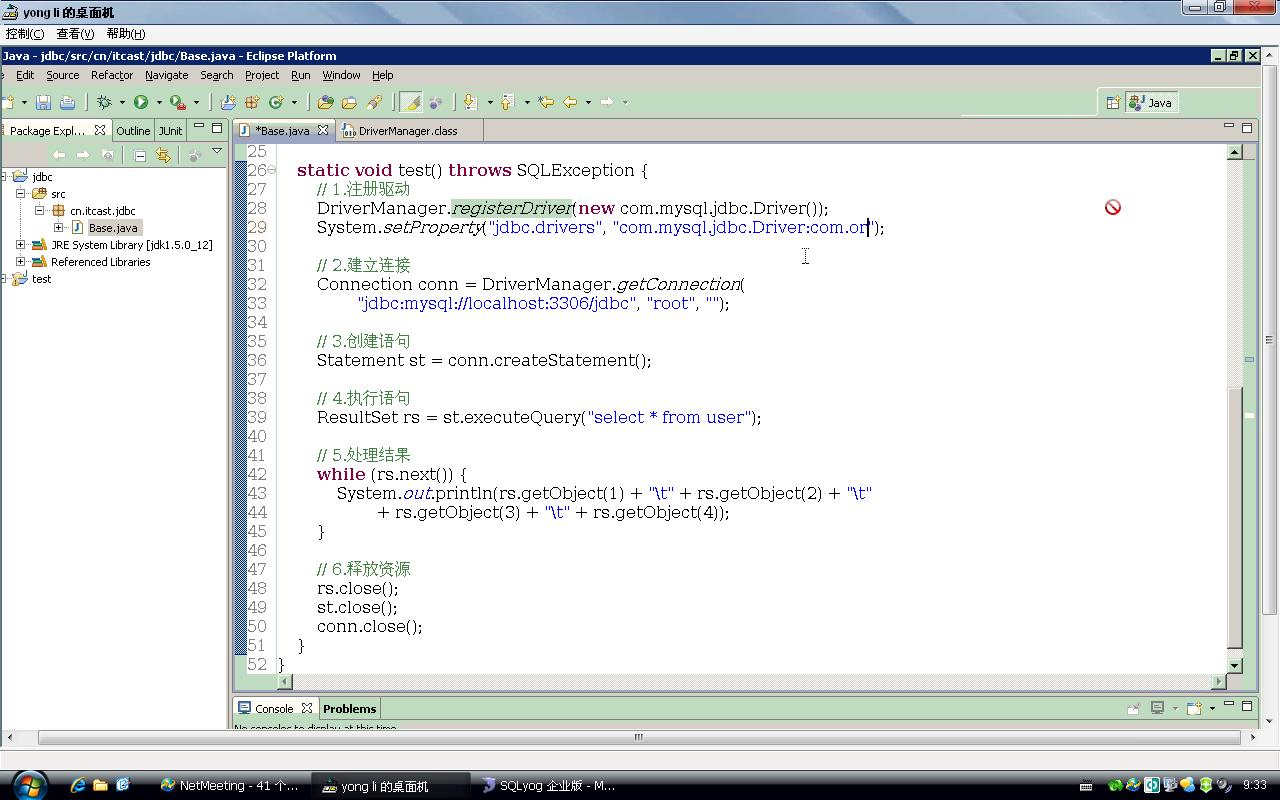 yong li 的桌面机
控制(C) 查看(V) 帮助(H)
Java - jdbc/src/cn/itcast/jdbc/Base.java - Eclipse Platform
Edit Source Refactor Navigate Search Project Run Window Help
Java
Package Expl... Outline JUnit
*Base.java DriverManager.class
jdbc
src
cn.itcast.jdbc
Base.java
JRE System Library [jdk1.5.0_12]
Referenced Libraries
test
25
26 static void test() throws SQLException {
27 // 1.注册驱动
28 DriverManager.registerDriver(new com.mysql.jdbc.Driver());
29 System.setProperty("jdbc.drivers", "com.mysql.jdbc.Driver:com.or");
30
31 // 2.建立连接
32 Connection conn = DriverManager.getConnection(
33 "jdbc:mysql://localhost:3306/jdbc", "root", "");
34
35 // 3.创建语句
36 Statement st = conn.createStatement();
37
38 // 4.执行语句
39 ResultSet rs = st.executeQuery("select * from user");
40
41 // 5.处理结果
42 while (rs.next()) {
43 System.out.println(rs.getObject(1) + "\t" + rs.getObject(2) + "\t"
44 + rs.getObject(3) + "\t" + rs.getObject(4));
45 }
46
47 // 6.释放资源
48 rs.close();
49 st.close();
50 conn.close();
51 }
52 }
Console Problems
No consoles to display at this time.
NetMeeting - 41 个... yong li 的桌面机 SQLyog 企业版 - M... 9:33